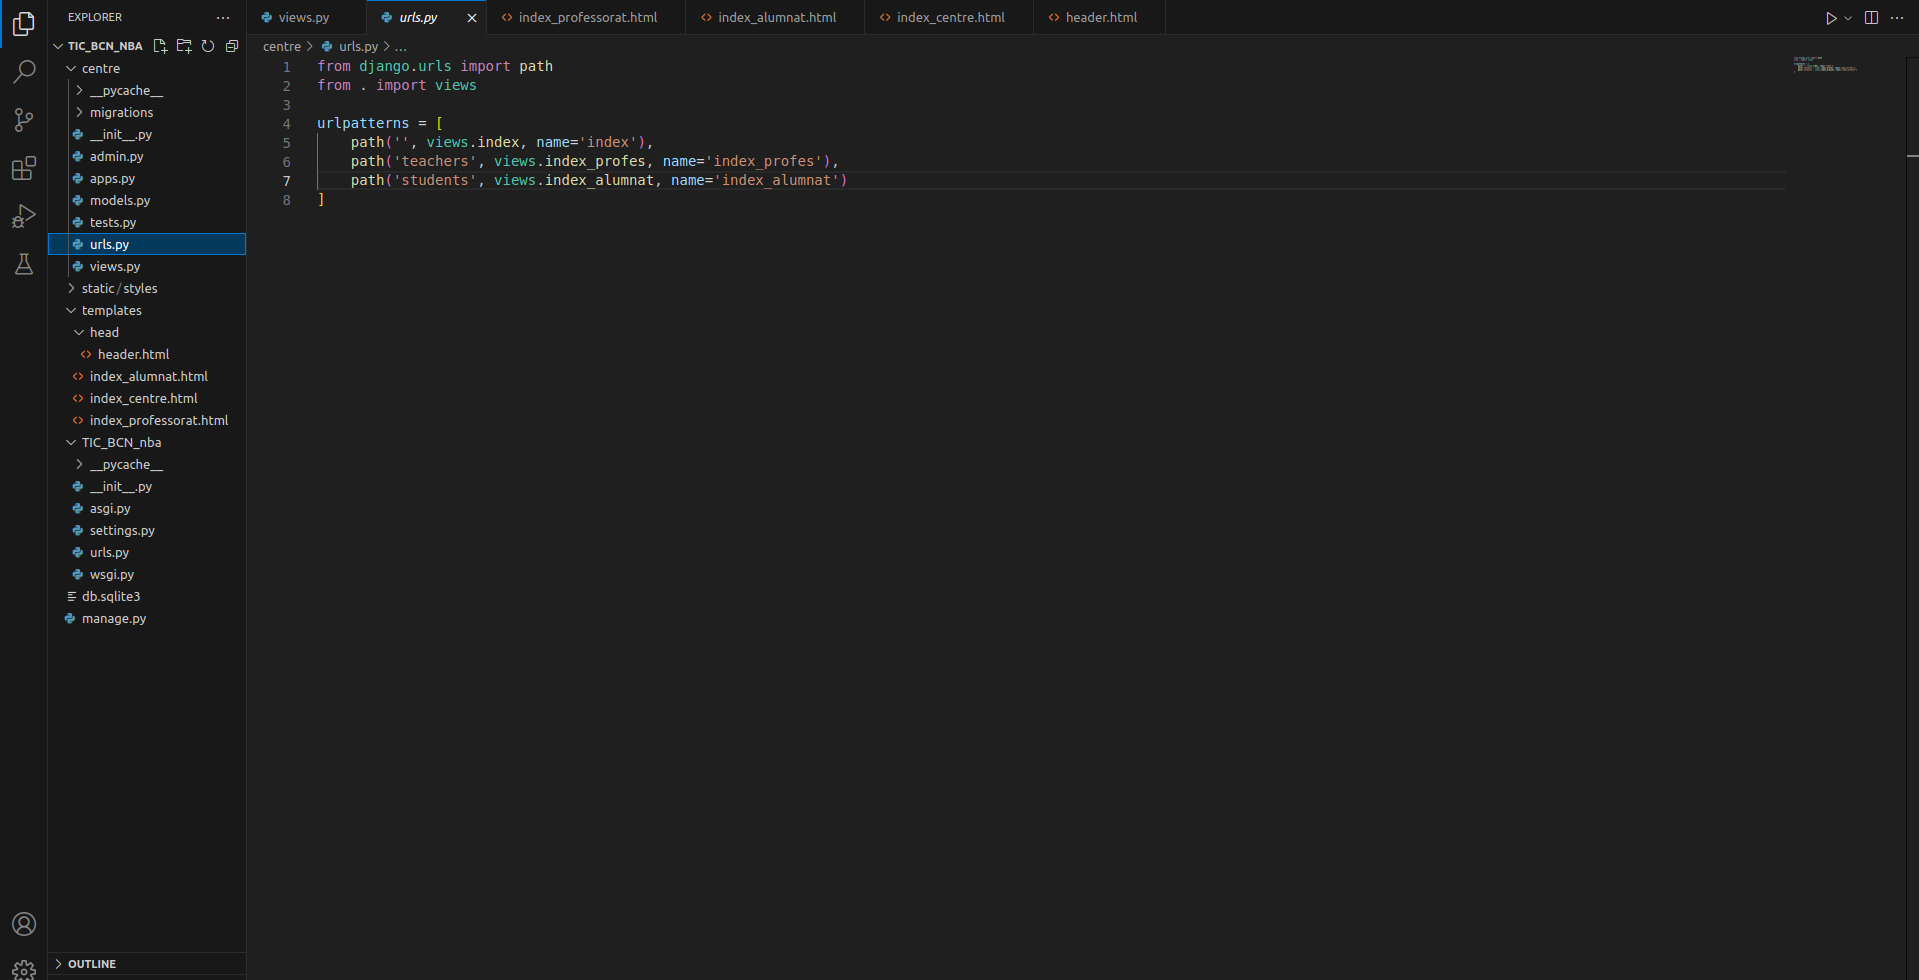 EXPLORER
TIC_BCN_NBA
centre
__pycache__
migrations
__init__.py
admin.py
apps.py
models.py
tests.py
urls.py
views.py
static/styles
templates
head
header.html
index_alumnat.html
index_centre.html
index_professorat.html
TIC_BCN_nba
__pycache__
__init__.py
asgi.py
settings.py
urls.py
wsgi.py
db.sqlite3
manage.py
OUTLINE
views.py urls.py index_professorat.html index_alumnat.html index_centre.html header.html
centre > urls.py > ...
1 from django.urls import path
2 from . import views
3
4 urlpatterns = [
5 path('', views.index, name='index'),
6 path('teachers', views.index_profes, name='index_profes'),
7 path('students', views.index_alumnat, name='index_alumnat')
8 ]